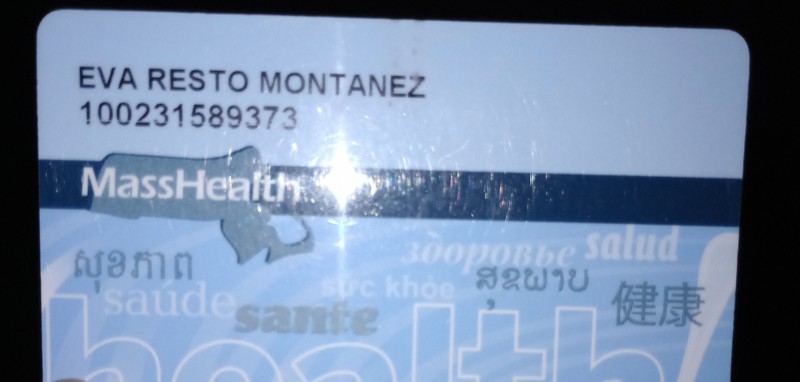 EVA RESTO MONTANEZ
100231589373
MassHealth
здоровье salud
សុខភាព
sức khỏe ສຸຂພາບ 健康
saúde santé
health!